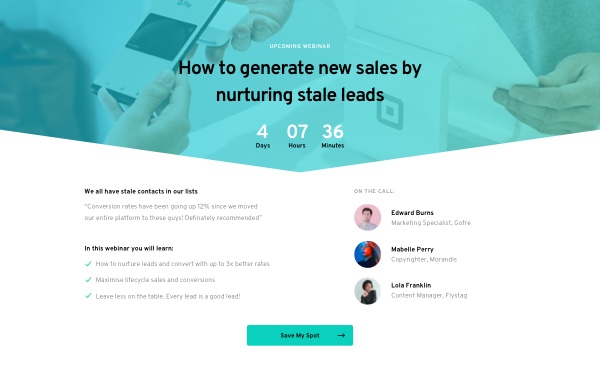 UPCOMING WEBINAR
How to generate new sales by
nurturing stale leads
4 07 36
Days Hours Minutes
We all have stale contacts in our lists
"Conversion rates have been going up 12% since we moved
our entire platform to these guys! Definately recommended"
In this webinar you will learn:
How to nurture leads and convert with up to 3x better rates
Maximise lifecycle sales and conversions
Leave less on the table, Every lead is a good lead!
ON THE CALL:
Edward Burns
Marketing Specialist, Gofre
Mabelle Perry
Copyrighter, Morandis
Lola Franklin
Content Manager, Flystag
Save My Spot